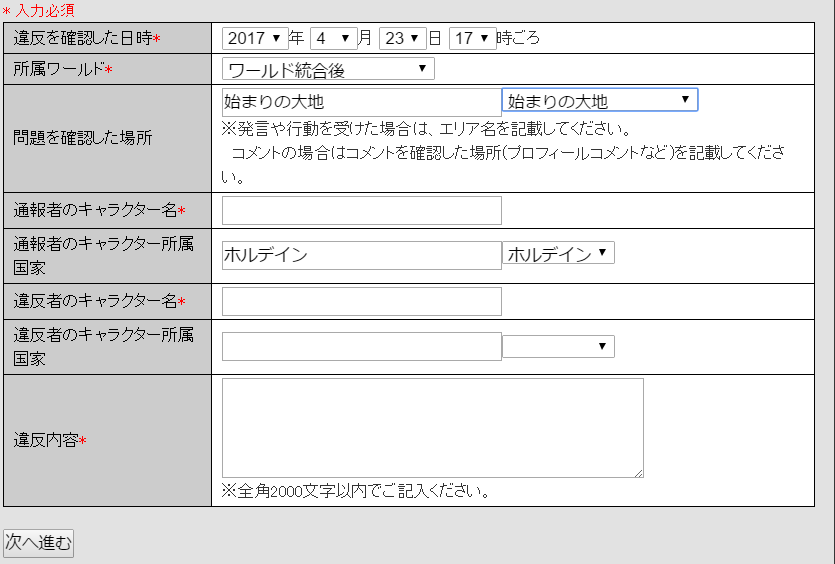 * 入力必須
違反を確認した日時* 2017年 4月 23日 17時ごろ
所属ワールド* ワールド統合後
問題を確認した場所 始まりの大地 始まりの大地
※発言や行動を受けた場合は、エリア名を記載してください。
コメントの場合はコメントを確認した場所(プロフィールコメントなど)を記載してくださ
い。
通報者のキャラクター名*
通報者のキャラクター所属
国家
ホルデイン ホルデイン
違反者のキャラクター名*
違反者のキャラクター所属
国家
違反内容*
※全角2000文字以内でご記入ください。
次へ進む